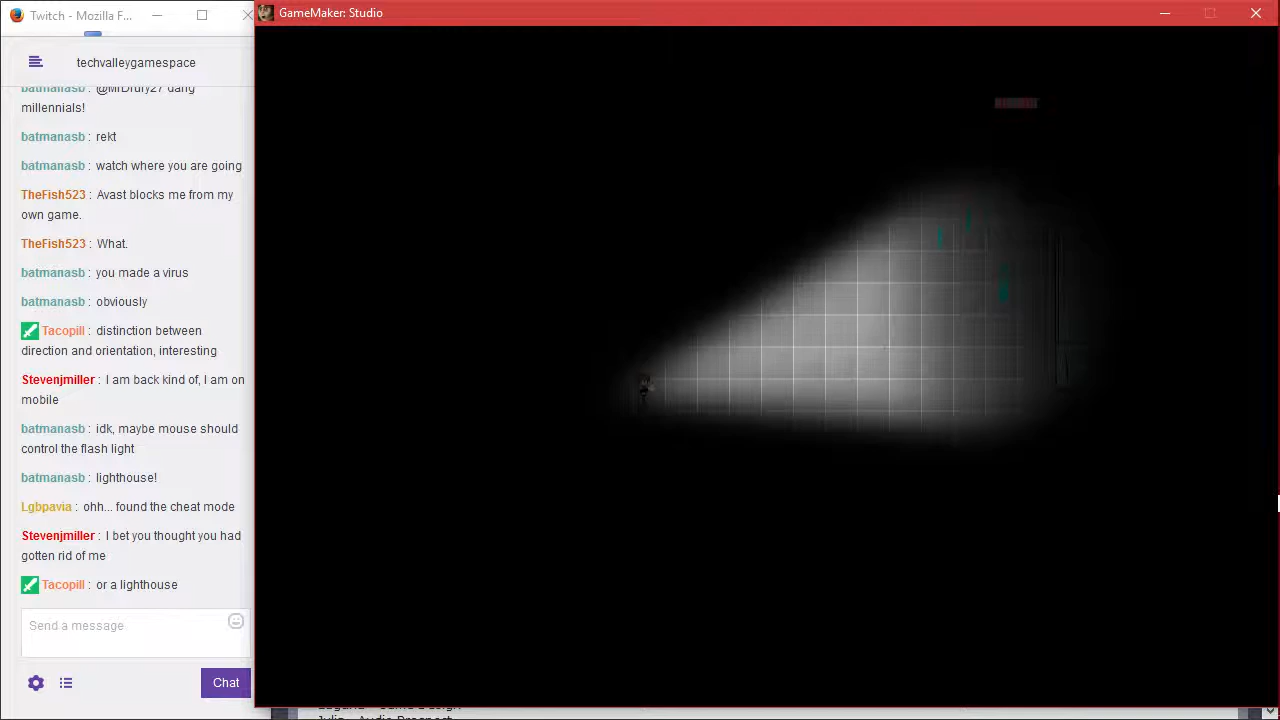 Twitch - Mozilla F...
GameMaker: Studio
techvalleygamespace
batmanasb : @MrDrury27 dang
millennials!
batmanasb : rekt
batmanasb : watch where you are going
TheFish523 : Avast blocks me from my
own game.
TheFish523 : What.
batmanasb : you made a virus
batmanasb : obviously
Tacopill : distinction between
direction and orientation, interesting
Stevenjmiller : I am back kind of, I am on
mobile
batmanasb : idk, maybe mouse should
control the flash light
batmanasb : lighthouse!
Lgbpavia : ohh... found the cheat mode
Stevenjmiller : I bet you thought you had
gotten rid of me
Tacopill : or a lighthouse
Send a message
Chat